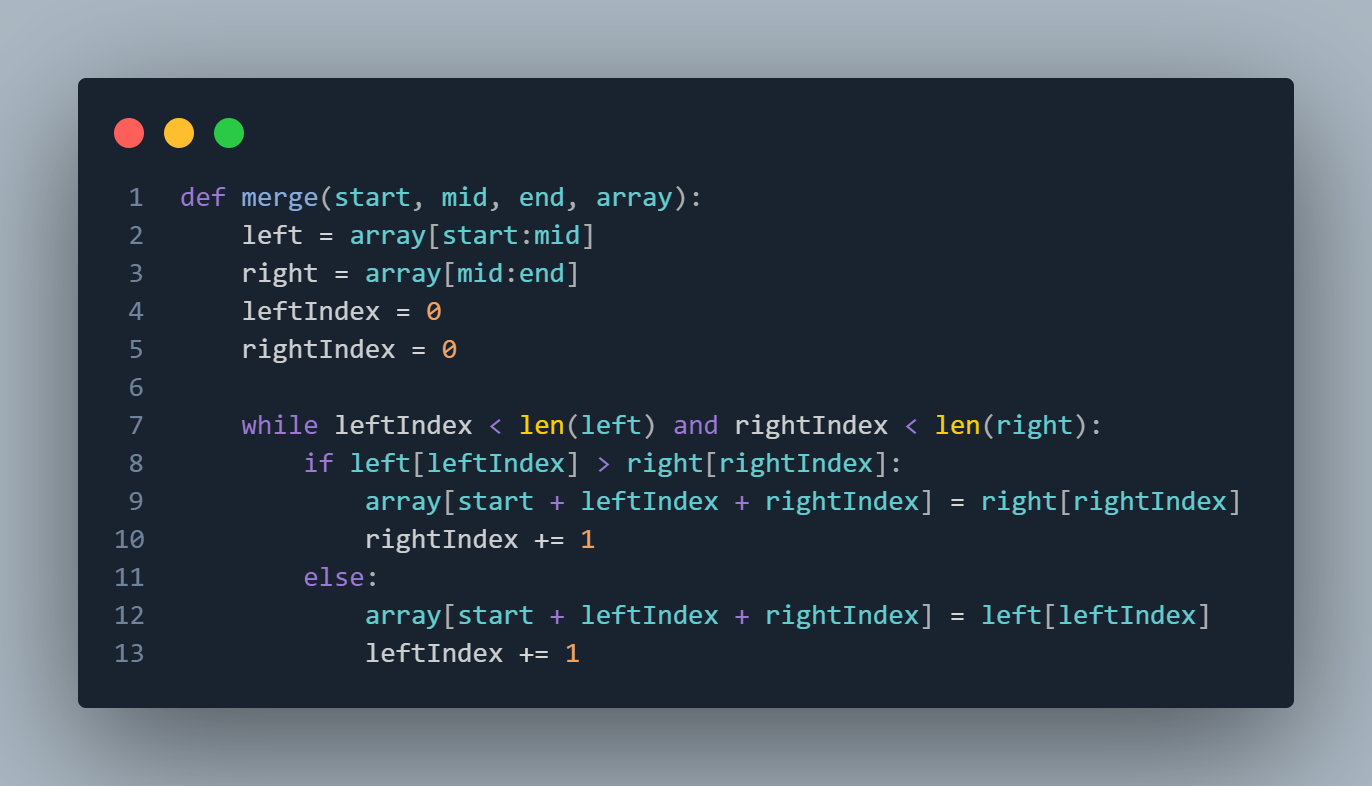 1 def merge(start, mid, end, array):
2     left = array[start:mid]
3     right = array[mid:end]
4     leftIndex = 0
5     rightIndex = 0
6
7     while leftIndex < len(left) and rightIndex < len(right):
8         if left[leftIndex] > right[rightIndex]:
9             array[start + leftIndex + rightIndex] = right[rightIndex]
10             rightIndex += 1
11         else:
12             array[start + leftIndex + rightIndex] = left[leftIndex]
13             leftIndex += 1